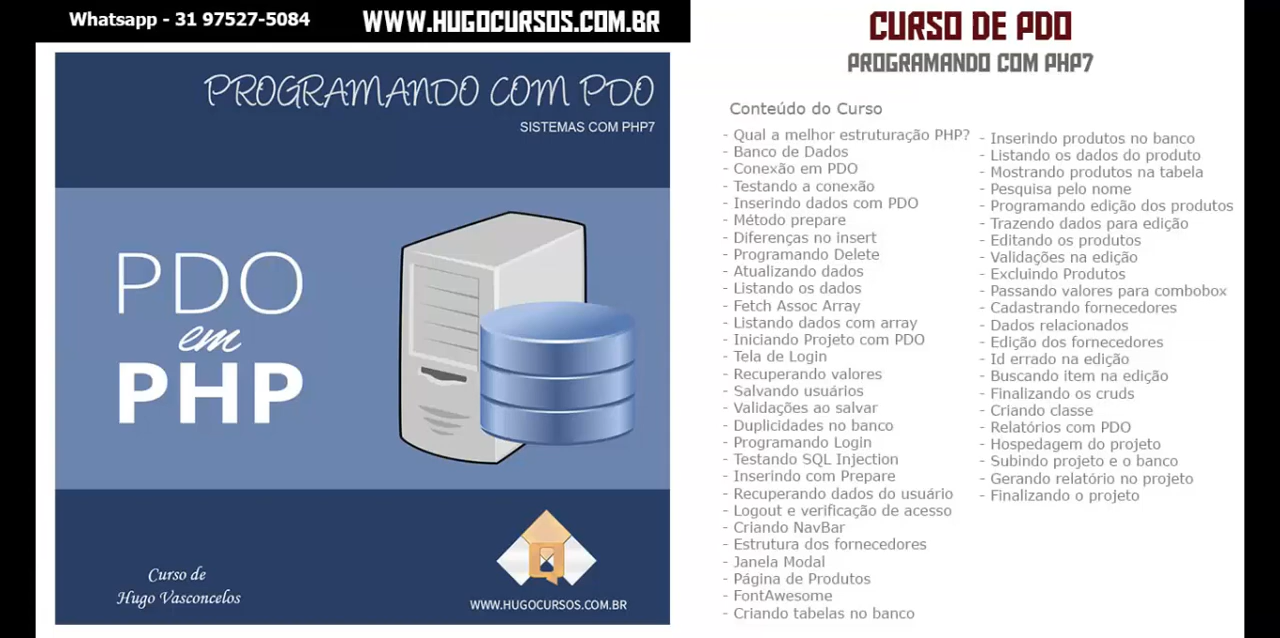 Whatsapp - 31 97527-5084
WWW.HUGOCURSOS.COM.BR
PROGRAMANDO COM PDO
SISTEMAS COM PHP7
PDO
em
PHP
Curso de
Hugo Vasconcelos
WWW.HUGOCURSOS.COM.BR
CURSO DE PDO
PROGRAMANDO COM PHP7
Conteúdo do Curso
- Qual a melhor estruturação PHP?
- Banco de Dados
- Conexão em PDO
- Testando a conexão
- Inserindo dados com PDO
- Método prepare
- Diferenças no insert
- Programando Delete
- Atualizando dados
- Listando os dados
- Fetch Assoc Array
- Listando dados com array
- Iniciando Projeto com PDO
- Tela de Login
- Recuperando valores
- Salvando usuários
- Validações ao salvar
- Duplicidades no banco
- Programando Login
- Testando SQL Injection
- Inserindo com Prepare
- Recuperando dados do usuário
- Logout e verificação de acesso
- Criando NavBar
- Estrutura dos fornecedores
- Janela Modal
- Página de Produtos
- FontAwesome
- Criando tabelas no banco
- Inserindo produtos no banco
- Listando os dados do produto
- Mostrando produtos na tabela
- Pesquisa pelo nome
- Programando edição dos produtos
- Trazendo dados para edição
- Editando os produtos
- Validações na edição
- Excluindo Produtos
- Passando valores para combobox
- Cadastrando fornecedores
- Dados relacionados
- Edição dos fornecedores
- Id errado na edição
- Buscando item na edição
- Finalizando os cruds
- Criando classe
- Relatórios com PDO
- Hospedagem do projeto
- Subindo projeto e o banco
- Gerando relatório no projeto
- Finalizando o projeto